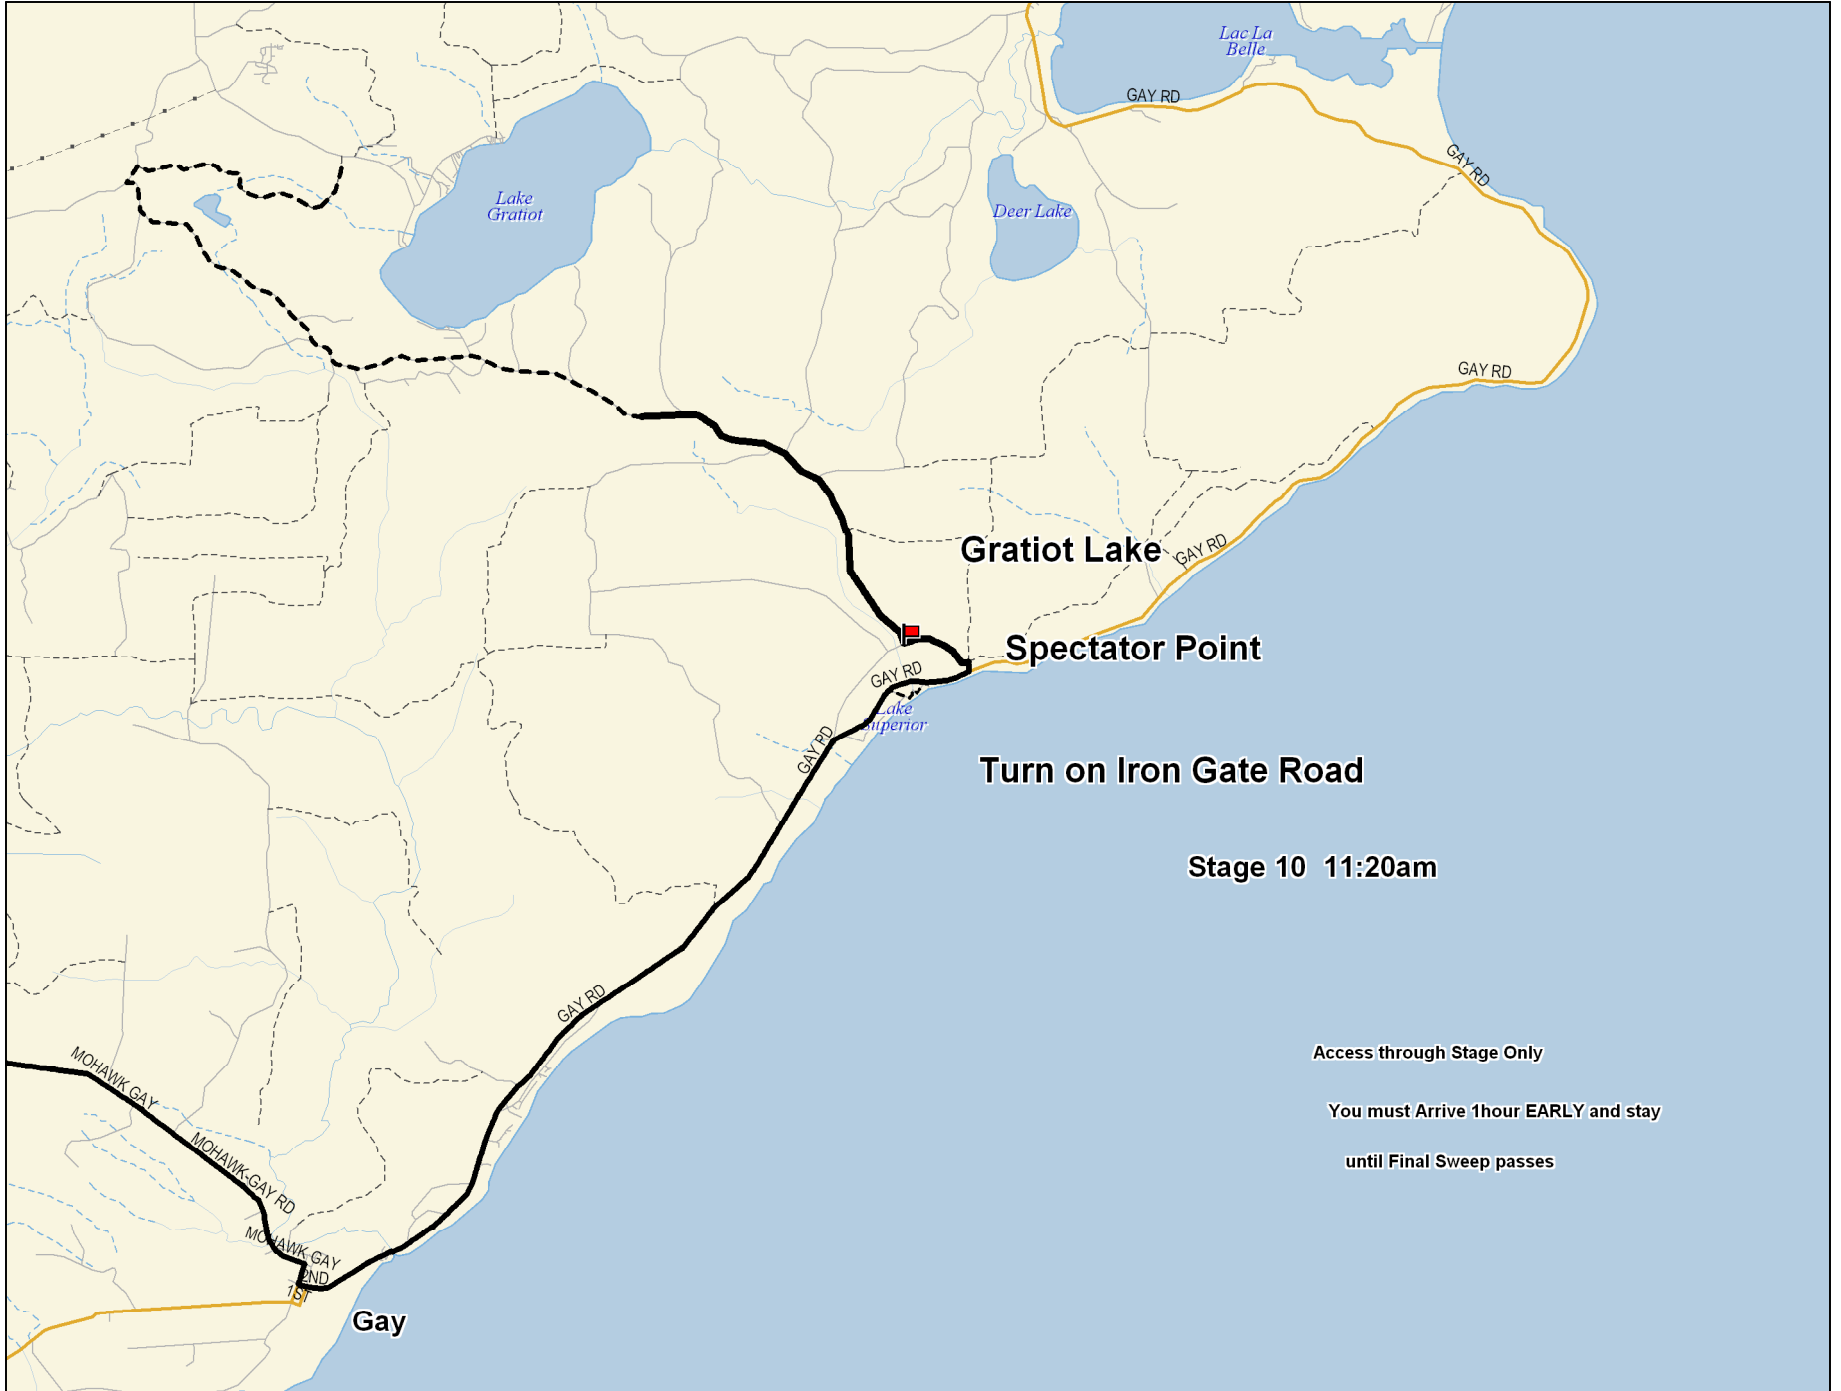 Lac La
Belle
GAY RD
GAY RD
Lake
Gratiot
Deer Lake
GAY RD
Gratiot Lake
GAY RD
Spectator Point
GAY RD
Lake
Superior
GAY RD
Turn on Iron Gate Road
Stage 10 11:20am
GAY RD
Access through Stage Only
MOHAWK GAY
You must Arrive 1hour EARLY and stay
MOHAWK-GAY RD
until Final Sweep passes
MOHAWK GAY
2ND
1ST
Gay